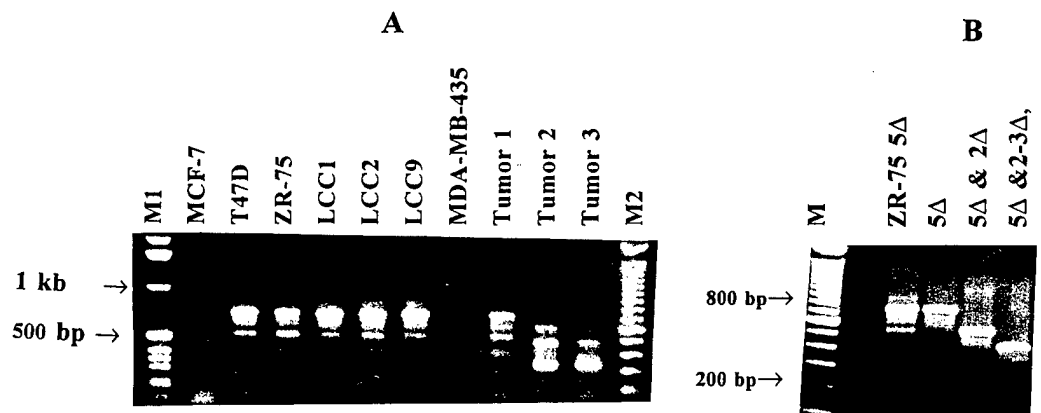 A
B
M1
MCF-7
T47D
ZR-75
LCC1
LCC2
LCC9
MDA-MB-435
Tumor 1
Tumor 2
Tumor 3
M2
1 kb →
500 bp →
M
ZR-75 5Δ
5Δ
5Δ & 2Δ
5Δ &2-3Δ,
800 bp→
200 bp→